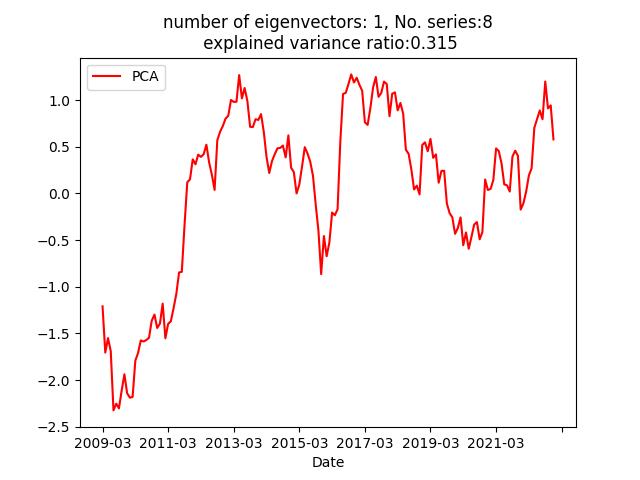 number of eigenvectors: 1, No. series:8
explained variance ratio:0.315
PCA
1.0
0.5
0.0
−0.5
−1.0
−1.5
−2.0
−2.5
2009-03 2011-03 2013-03 2015-03 2017-03 2019-03 2021-03
Date